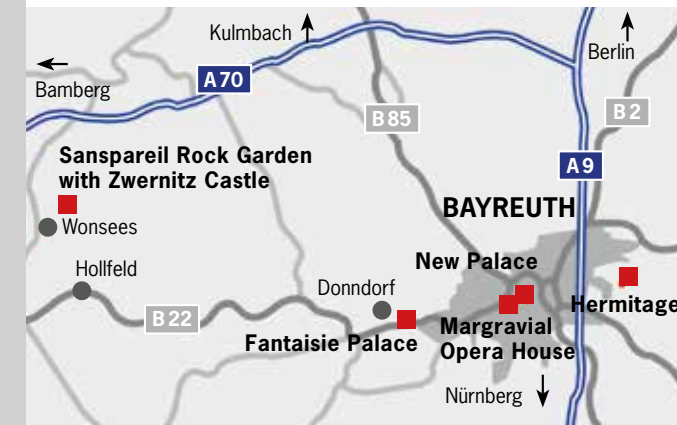 Kulmbach
Berlin
Bamberg
A70
B85
B2
Sanspareil Rock Garden
with Zwernitz Castle
A9
BAYREUTH
Wonsees
New Palace
Hollfeld
Donndorf
Hermitage
B22
Fantaisie Palace
Margravial
Opera House
Nürnberg